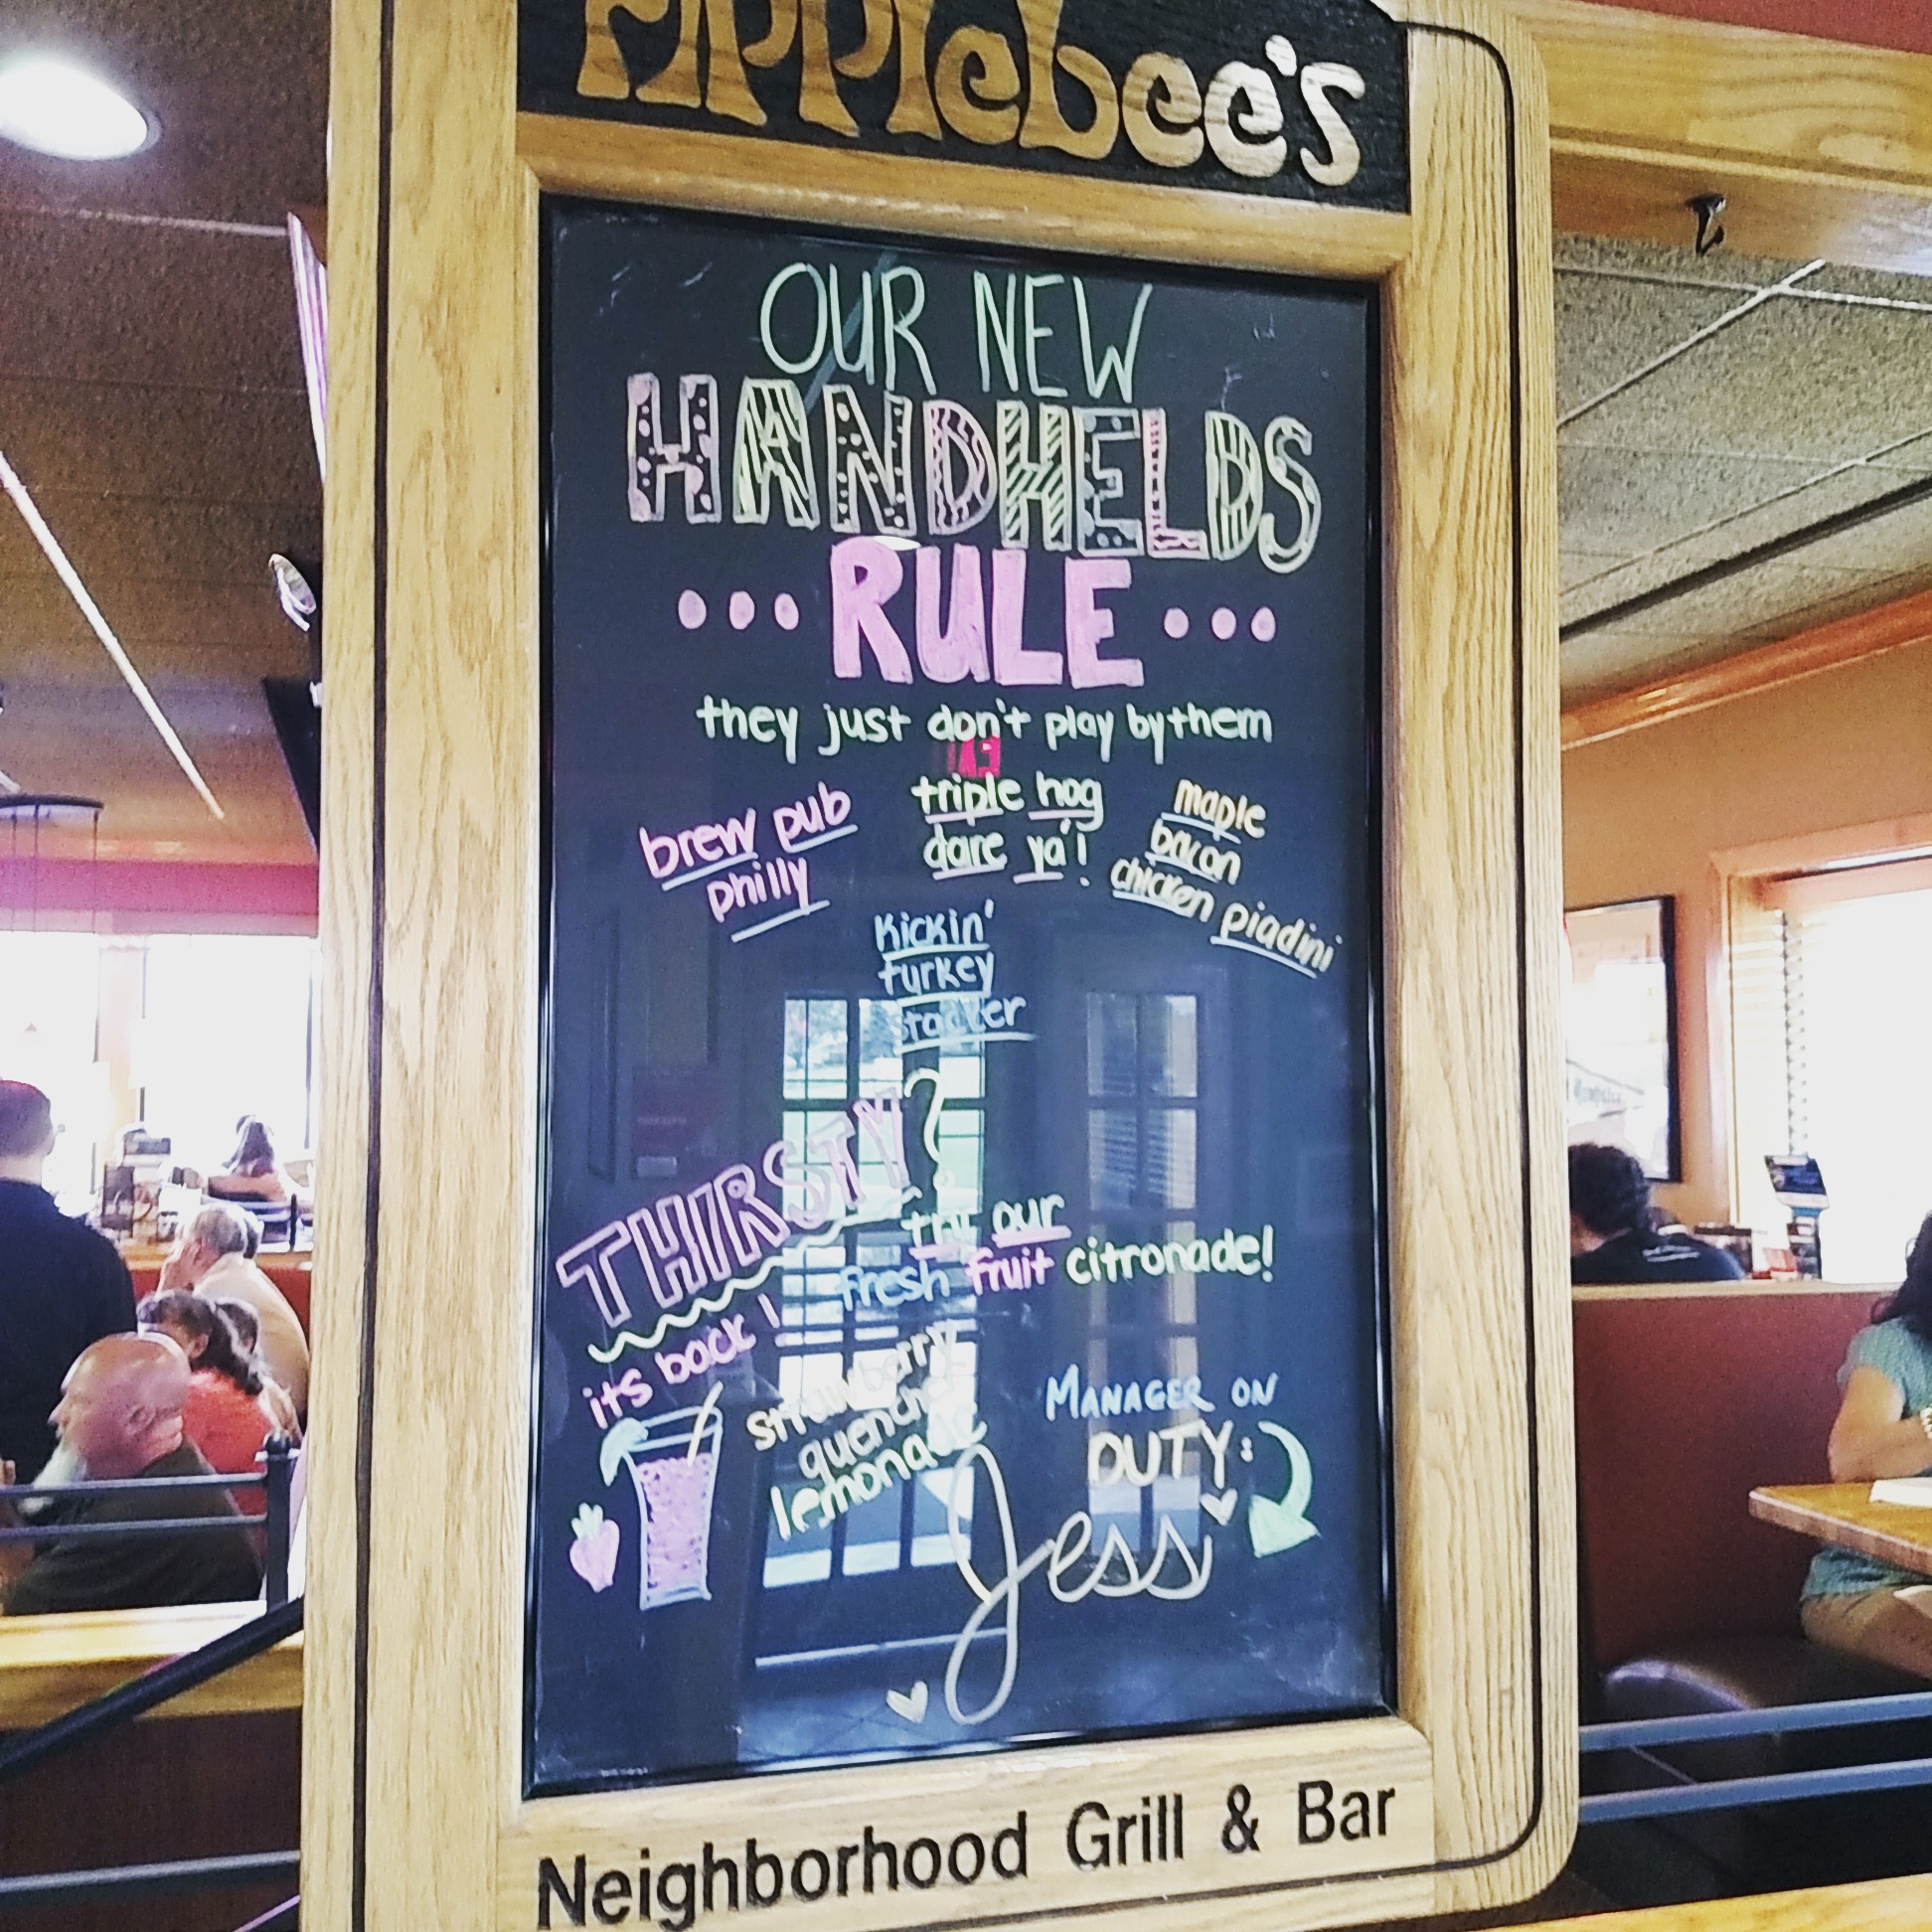 Applebee's
OUR NEW
HANDHELDS
... RULE ...
they just don't play by them
brew pub
philly
triple hog
dare ya!
maple
bacon
chicken piadini
Kickin'
turkey
stacker
THIRSTY?
try our
fresh fruit citronade!
its back!
strawberry
quencher
lemonade
MANAGER ON
DUTY:
Jess
Neighborhood Grill & Bar